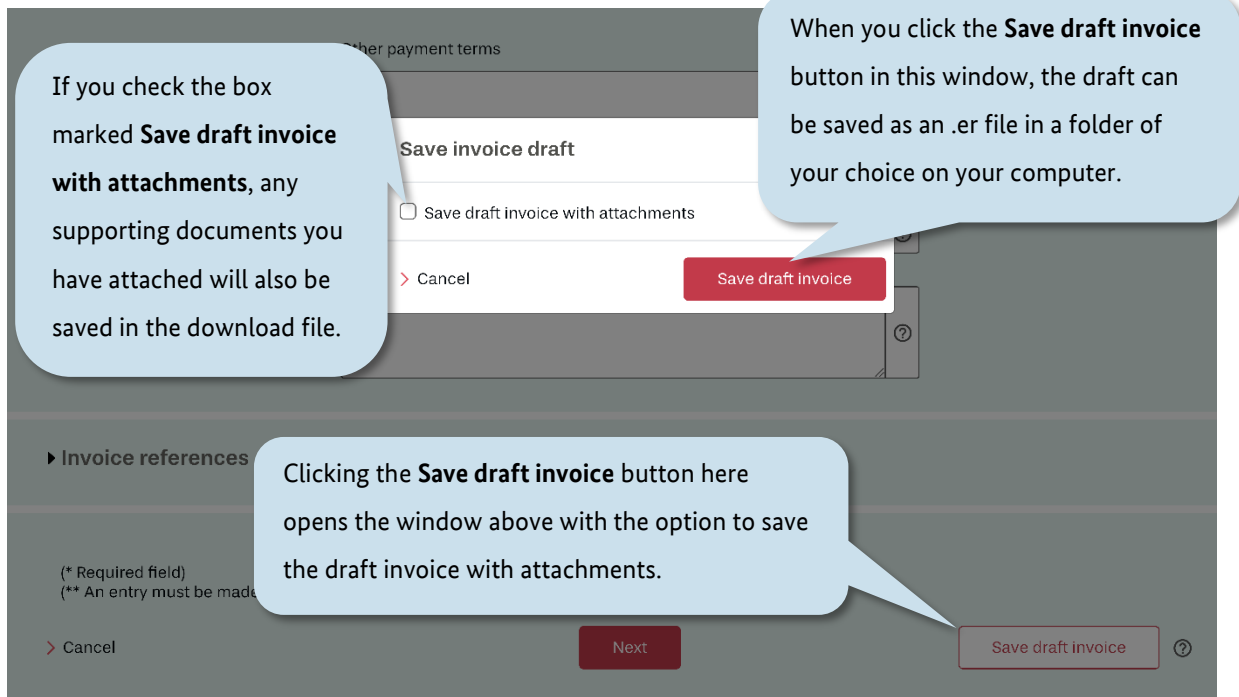 Other payment terms
When you click the Save draft invoice
button in this window, the draft can
be saved as an .er file in a folder of
your choice on your computer.
If you check the box
marked Save draft invoice
with attachments, any
supporting documents you
have attached will also be
saved in the download file.
Save invoice draft
Save draft invoice with attachments
Cancel
Save draft invoice
Invoice references
Clicking the Save draft invoice button here
opens the window above with the option to save
the draft invoice with attachments.
(* Required field)
(** An entry must be made
Cancel
Next
Save draft invoice